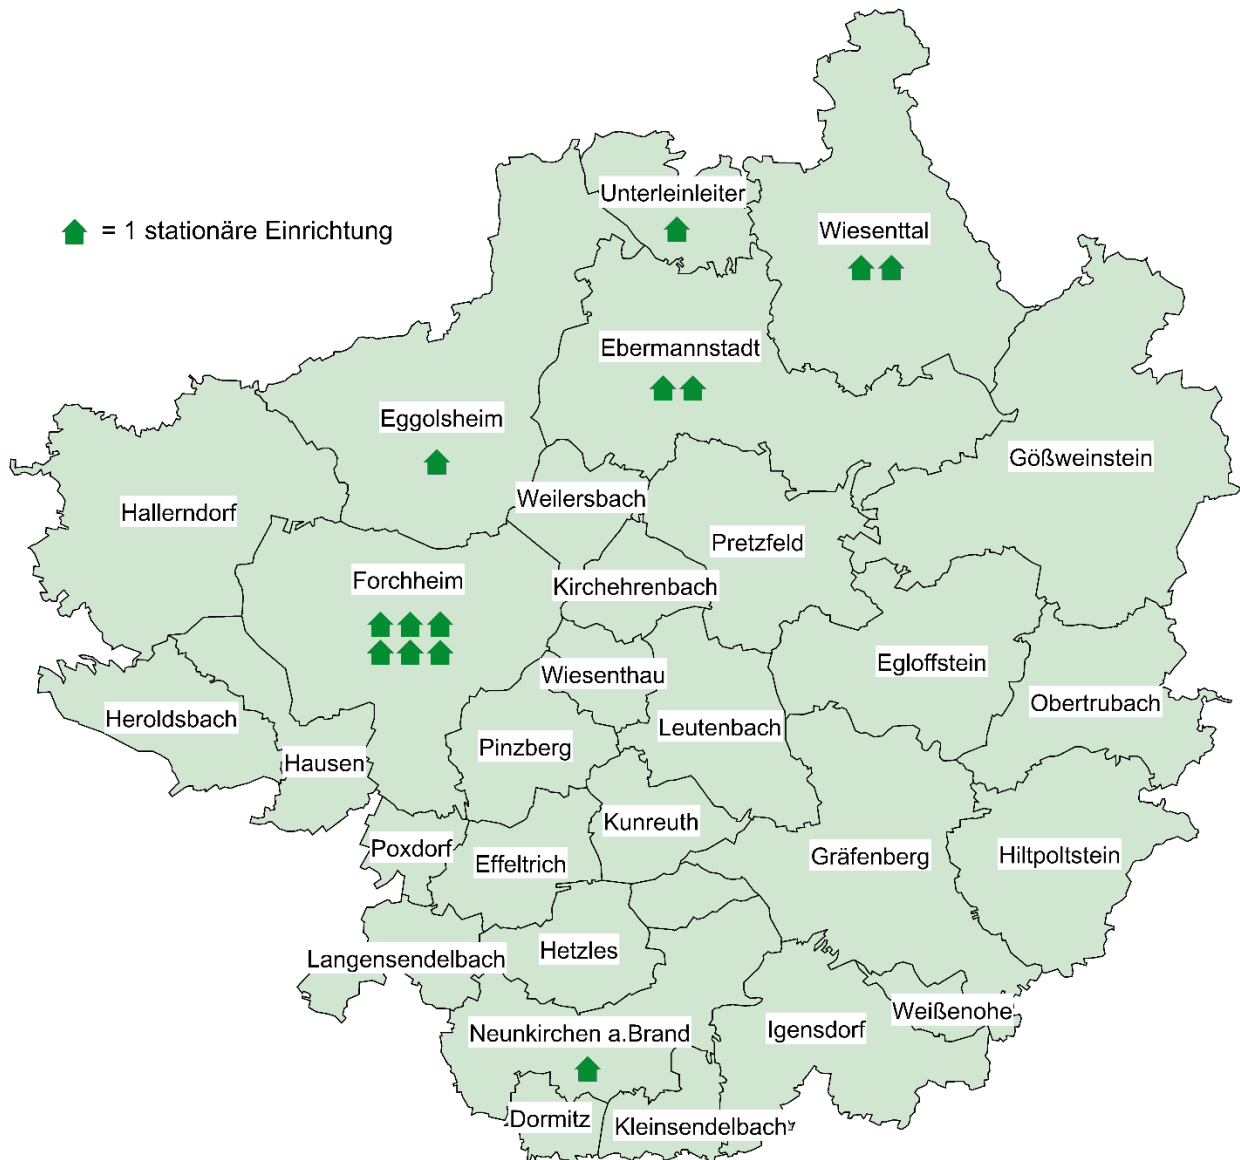 Unterleinleiter
= 1 stationäre Einrichtung
Wiesenttal
Ebermannstadt
Eggolsheim
Gößweinstein
Weilersbach
Hallerndorf
Pretzfeld
Forchheim
Kirchehrenbach
Egloffstein
Wiesenthau
Obertrubach
Heroldsbach
Leutenbach
Pinzberg
Hausen
Kunreuth
Poxdorf
Effeltrich
Gräfenberg
Hiltpoltstein
Hetzles
Langensendelbach
Weißenohe
Neunkirchen a.Brand
Igensdorf
Dormitz
Kleinsendelbach